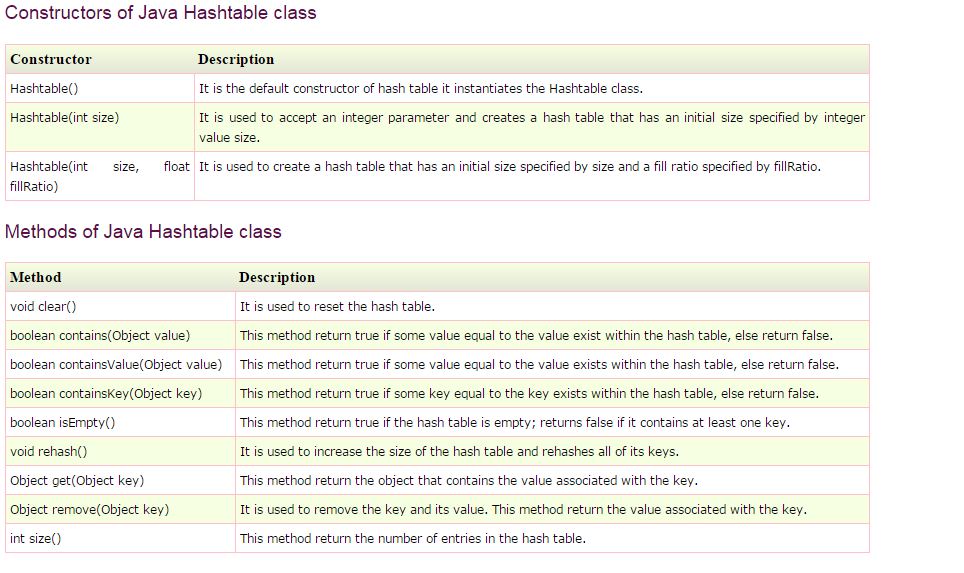 Constructors of Java Hashtable class
Constructor Description
Hashtable() It is the default constructor of hash table it instantiates the Hashtable class.
Hashtable(int size) It is used to accept an integer parameter and creates a hash table that has an initial size specified by integer
value size.
Hashtable(int size, float It is used to create a hash table that has an initial size specified by size and a fill ratio specified by fillRatio.
fillRatio)
Methods of Java Hashtable class
Method Description
void clear() It is used to reset the hash table.
boolean contains(Object value) This method return true if some value equal to the value exist within the hash table, else return false.
boolean containsValue(Object value) This method return true if some value equal to the value exists within the hash table, else return false.
boolean containsKey(Object key) This method return true if some key equal to the key exists within the hash table, else return false.
boolean isEmpty() This method return true if the hash table is empty; returns false if it contains at least one key.
void rehash() It is used to increase the size of the hash table and rehashes all of its keys.
Object get(Object key) This method return the object that contains the value associated with the key.
Object remove(Object key) It is used to remove the key and its value. This method return the value associated with the key.
int size() This method return the number of entries in the hash table.